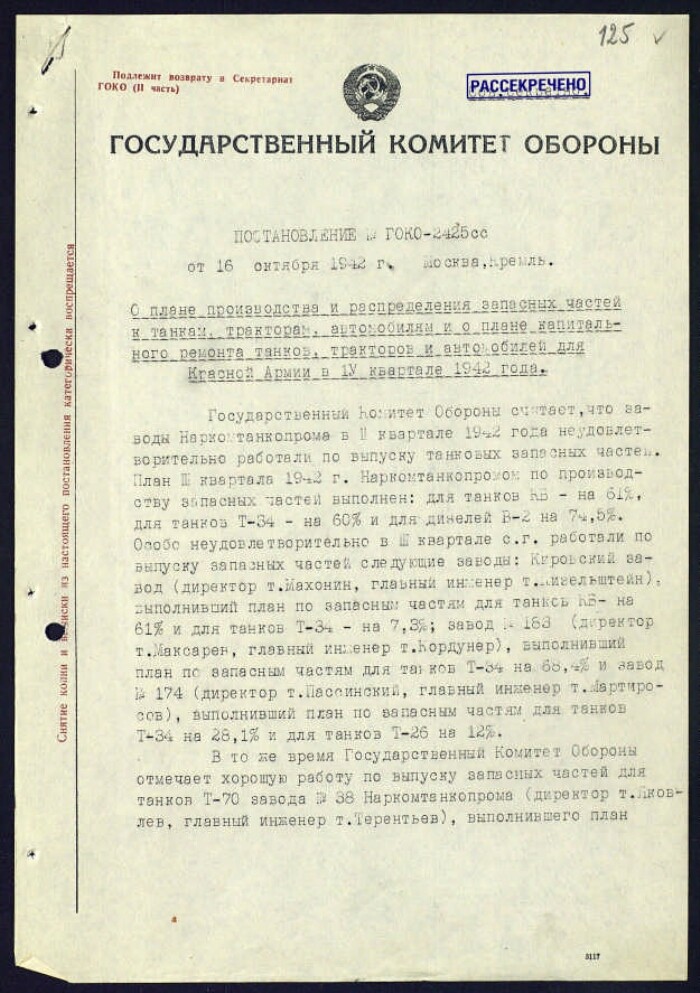 125
Подлежит возврату в Секретариат
ГОКО (II часть)
РАССЕКРЕЧЕНО
ГОСУДАРСТВЕННЫЙ КОМИТЕТ ОБОРОНЫ
ПОСТАНОВЛЕНИЕ № ГОКО-2425сс
от 16 октября 1942 г. Москва, Кремль.
О плане производства и распределения запасных частей
к танкам, тракторам, автомобилям и о плане капиталь-
ного ремонта танков, тракторов и автомобилей для
Красной Армии в IУ квартале 1942 года.
Государственный Комитет Обороны считает, что за-
воды Наркомтанкопрома в III квартале 1942 года неудовлет-
ворительно работали по выпуску танковых запасных частей.
План III квартала 1942 г. Наркомтанкопромом по производ-
ству запасных частей выполнен: для танков КВ - на 61%,
для танков Т-34 - на 60% и для дизелей В-2 на 74,5%.
Особо неудовлетворительно в III квартале с.г. работали по
выпуску запасных частей следующие заводы: Кировский за-
вод (директор т.Махонин, главный инженер т.Кизельштейн),
выполнивший план по запасным частям для танков КВ- на
61% и для танков Т-34 - на 7,3%; завод № 183 (директор
т.Максарев, главный инженер т.Кордунер), выполнивший
план по запасным частям для танков Т-34 на 68,4% и завод
№ 174 (директор т.Пассинский, главный инженер т.Мартиро-
сов), выполнивший план по запасным частям для танков
Т-34 на 28,1% и для танков Т-26 на 12%.
В то же время Государственный Комитет Обороны
отмечает хорошую работу по выпуску запасных частей для
танков Т-70 завода № 38 Наркомтанкопрома (директор т.Яков-
лев, главный инженер т.Терентьев), выполнившего план
Снятие копии и выписки из настоящего постановления категорически воспрещается
3117